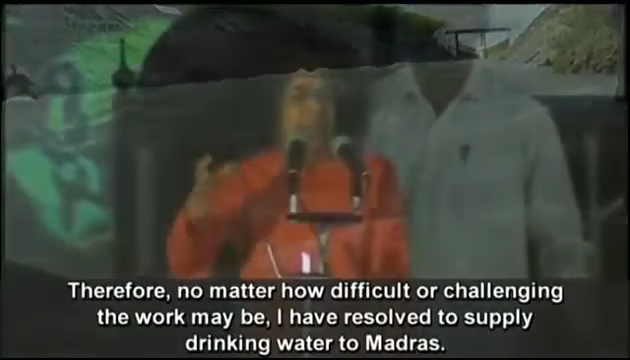 Therefore, no matter how difficult or challenging
the work may be, I have resolved to supply
drinking water to Madras.